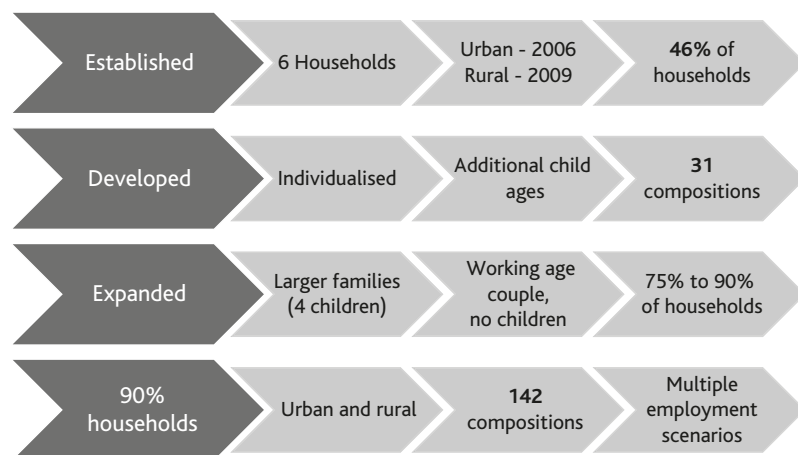 Established
6 Households
Urban - 2006
Rural - 2009
46% of
households
Developed
Individualised
Additional child
ages
31
compositions
Expanded
Larger families
(4 children)
Working age
couple,
no children
75% to 90%
of households
90%
households
Urban and rural
142
compositions
Multiple
employment
scenarios